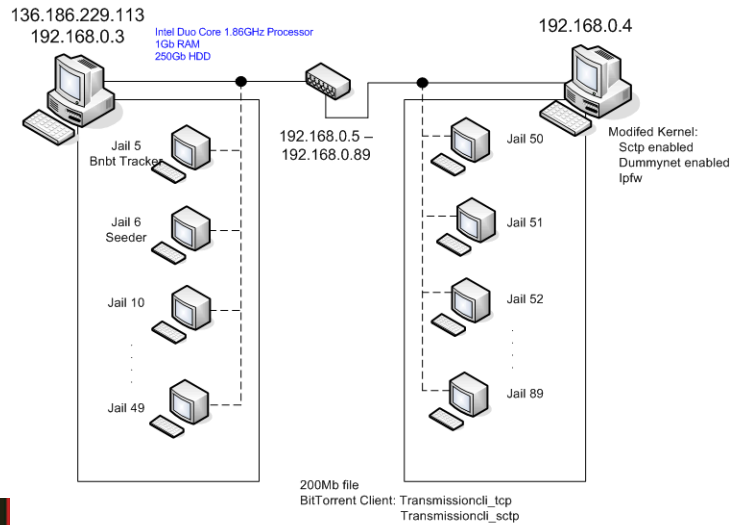 136.186.229.113
192.168.0.3
Intel Duo Core 1.86GHz Processor
1Gb RAM
250Gb HDD
192.168.0.4
192.168.0.5 –
192.168.0.89
Modifed Kernel:
Sctp enabled
Dummynet enabled
Ipfw
Jail 5
Bnbt Tracker
Jail 6
Seeder
Jail 10
Jail 49
Jail 50
Jail 51
Jail 52
Jail 89
200Mb file
BitTorrent Client: Transmissioncli_tcp
Transmissioncli_sctp